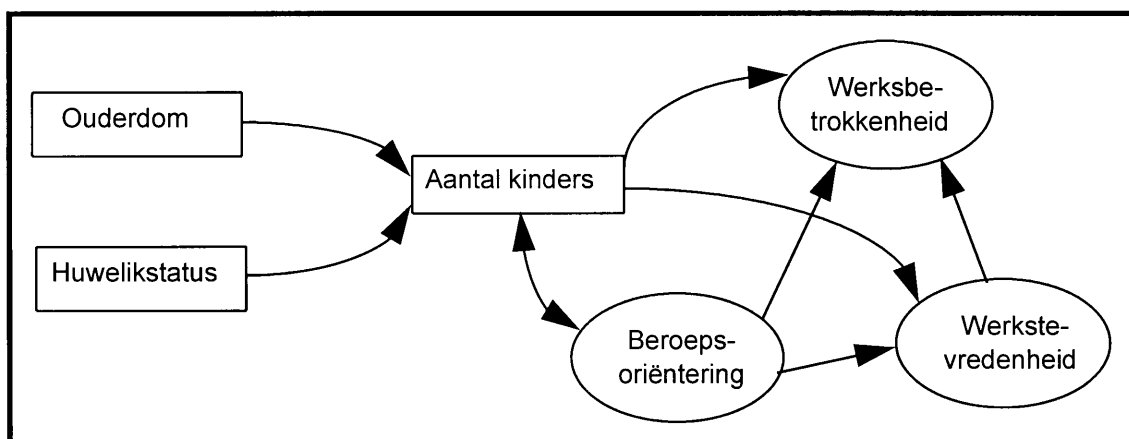 Ouderdom
Huwelikstatus
Aantal kinders
Werksbe-
trokkenheid
Beroeps-
oriëntering
Werkste-
vredenheid